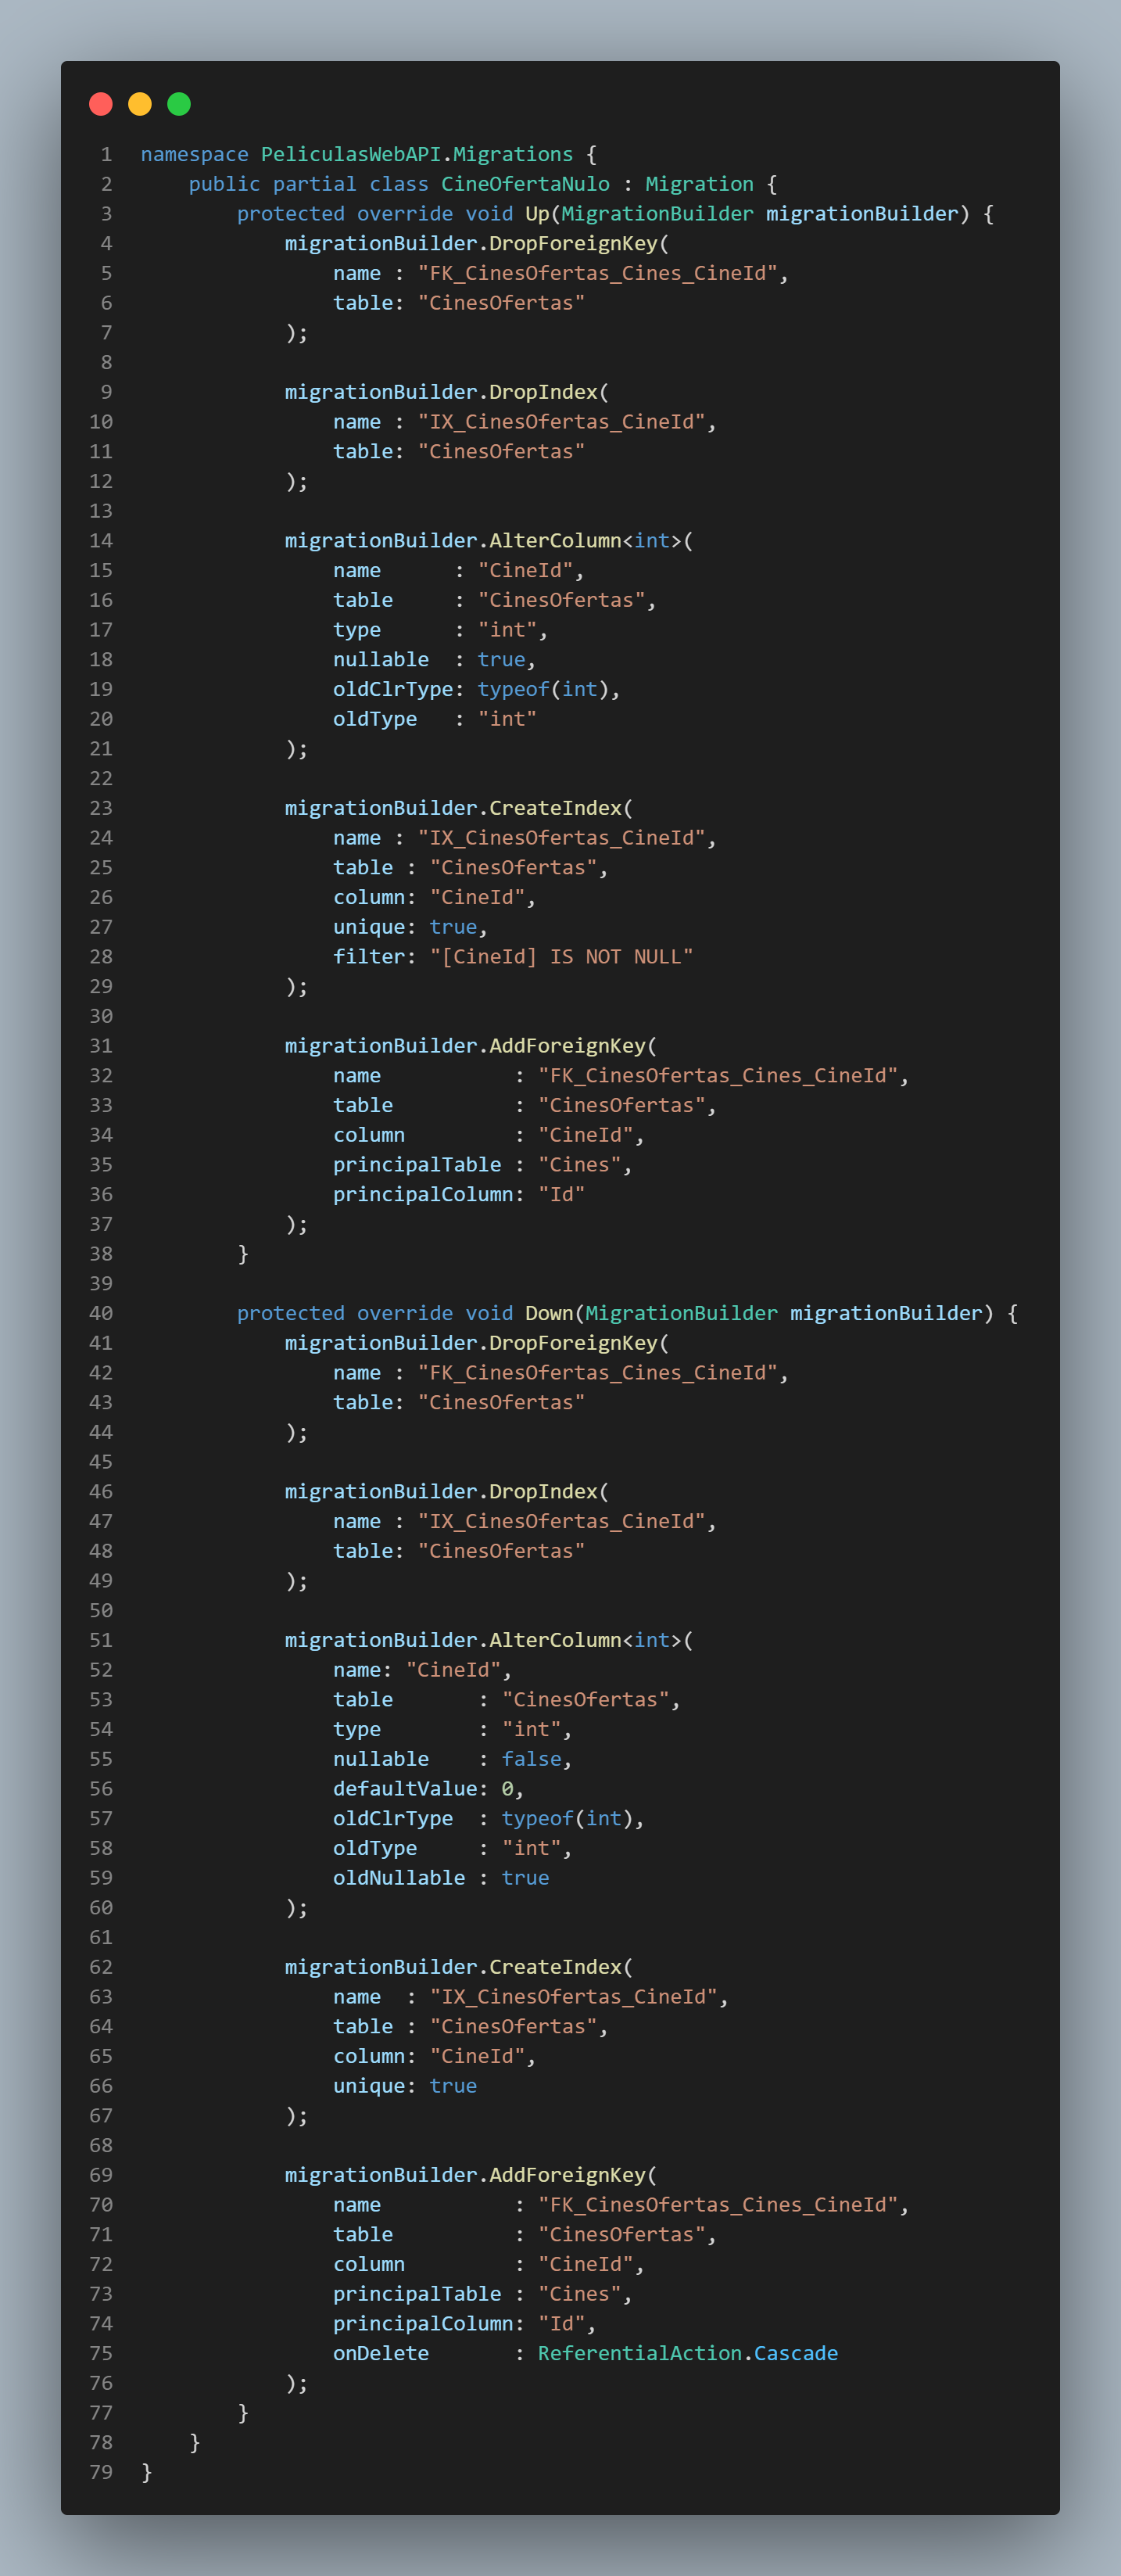 1 namespace PeliculasWebAPI.Migrations {
2     public partial class CineOfertaNulo : Migration {
3         protected override void Up(MigrationBuilder migrationBuilder) {
4             migrationBuilder.DropForeignKey(
5                 name : "FK_CinesOfertas_Cines_CineId",
6                 table: "CinesOfertas"
7             );
8
9             migrationBuilder.DropIndex(
10                 name : "IX_CinesOfertas_CineId",
11                 table: "CinesOfertas"
12             );
13
14             migrationBuilder.AlterColumn<int>(
15                 name      : "CineId",
16                 table     : "CinesOfertas",
17                 type      : "int",
18                 nullable  : true,
19                 oldClrType: typeof(int),
20                 oldType   : "int"
21             );
22
23             migrationBuilder.CreateIndex(
24                 name : "IX_CinesOfertas_CineId",
25                 table : "CinesOfertas",
26                 column: "CineId",
27                 unique: true,
28                 filter: "[CineId] IS NOT NULL"
29             );
30
31             migrationBuilder.AddForeignKey(
32                 name           : "FK_CinesOfertas_Cines_CineId",
33                 table          : "CinesOfertas",
34                 column         : "CineId",
35                 principalTable : "Cines",
36                 principalColumn: "Id"
37             );
38         }
39
40         protected override void Down(MigrationBuilder migrationBuilder) {
41             migrationBuilder.DropForeignKey(
42                 name : "FK_CinesOfertas_Cines_CineId",
43                 table: "CinesOfertas"
44             );
45
46             migrationBuilder.DropIndex(
47                 name : "IX_CinesOfertas_CineId",
48                 table: "CinesOfertas"
49             );
50
51             migrationBuilder.AlterColumn<int>(
52                 name: "CineId",
53                 table       : "CinesOfertas",
54                 type        : "int",
55                 nullable    : false,
56                 defaultValue: 0,
57                 oldClrType  : typeof(int),
58                 oldType     : "int",
59                 oldNullable : true
60             );
61
62             migrationBuilder.CreateIndex(
63                 name  : "IX_CinesOfertas_CineId",
64                 table : "CinesOfertas",
65                 column: "CineId",
66                 unique: true
67             );
68
69             migrationBuilder.AddForeignKey(
70                 name           : "FK_CinesOfertas_Cines_CineId",
71                 table          : "CinesOfertas",
72                 column         : "CineId",
73                 principalTable : "Cines",
74                 principalColumn: "Id",
75                 onDelete       : ReferentialAction.Cascade
76             );
77         }
78     }
79 }